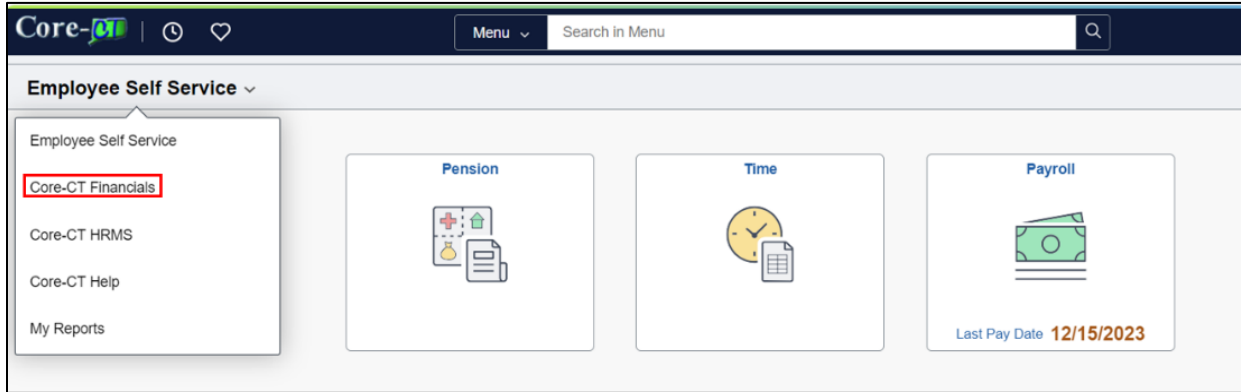 Core-CT
Menu
Search in Menu
Employee Self Service
Employee Self Service
Core-CT Financials
Core-CT HRMS
Core-CT Help
My Reports
Pension
Time
Payroll
Last Pay Date 12/15/2023